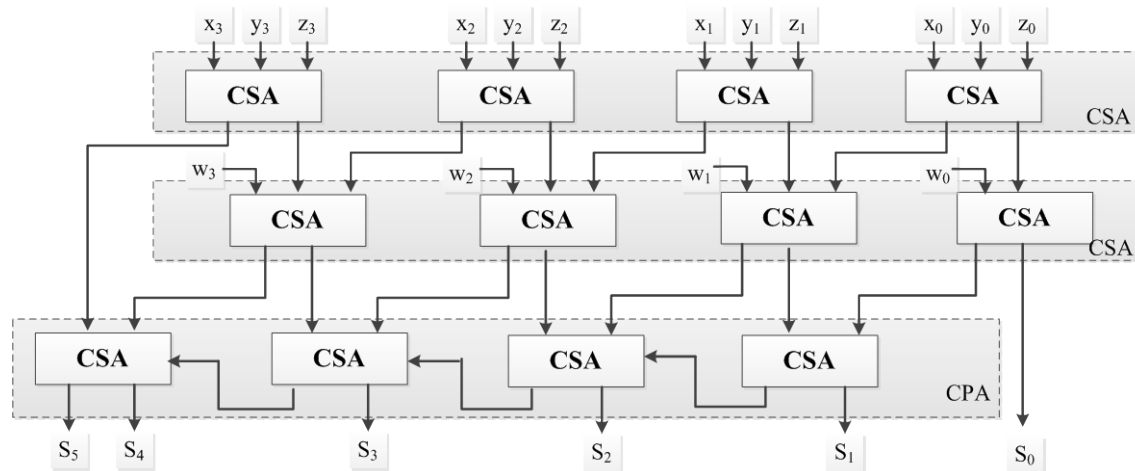 x₃ y₃ z₃ x₂ y₂ z₂ x₁ y₁ z₁ x₀ y₀ z₀
CSA CSA CSA CSA
CSA
w₃ w₂ w₁ w₀
CSA CSA CSA CSA
CSA
CSA CSA CSA CSA
CPA
S₅ S₄ S₃ S₂ S₁ S₀